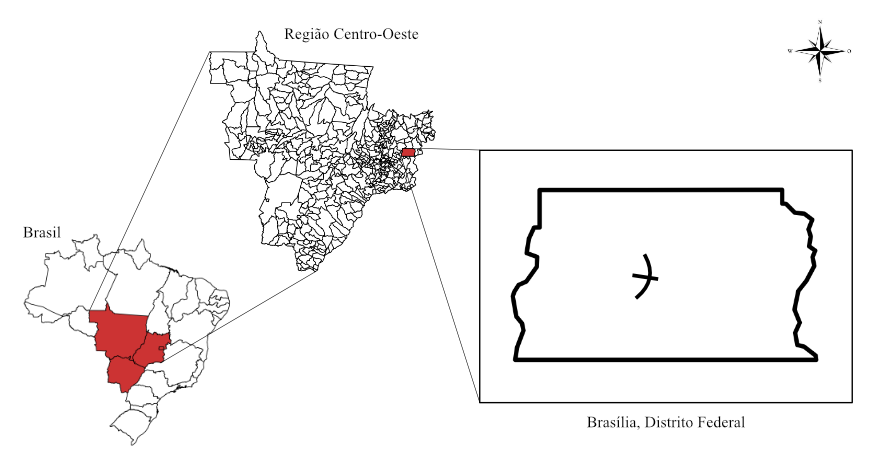 Região Centro-Oeste
N
W
O
S
Brasil
Brasília, Distrito Federal